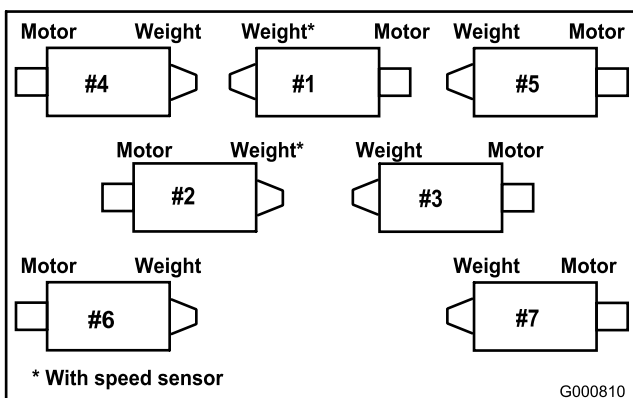 Motor Weight Weight* Motor Weight Motor
#4 #1 #5
Motor Weight* Weight Motor
#2 #3
Motor Weight Weight Motor
#6 #7
* With speed sensor
G000810